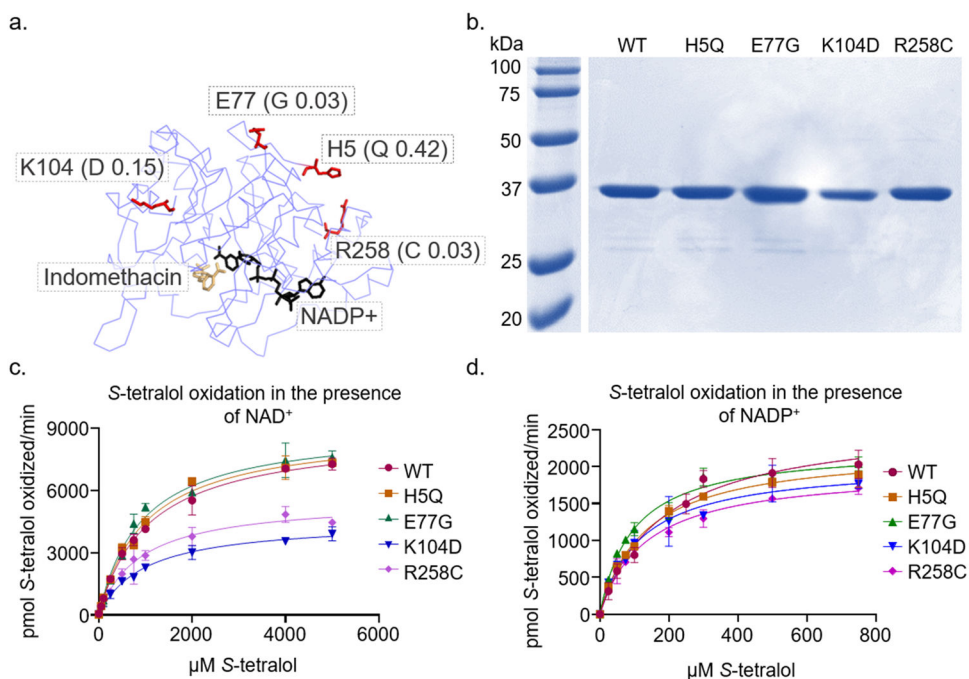 a.
E77 (G 0.03)
H5 (Q 0.42)
K104 (D 0.15)
R258 (C 0.03)
Indomethacin
NADP+
b.
kDa WT H5Q E77G K104D R258C
100
75
50
37
25
20
c.
S-tetralol oxidation in the presence
of NAD⁺
pmol S-tetralol oxidized/min
9000
6000
3000
0
0 2000 4000 6000
µM S-tetralol
WT
H5Q
E77G
K104D
R258C
d.
S-tetralol oxidation in the presence
of NADP⁺
pmol S-tetralol oxidized/min
2500
2000
1500
1000
500
0
0 200 400 600 800
µM S-tetralol
WT
H5Q
E77G
K104D
R258C